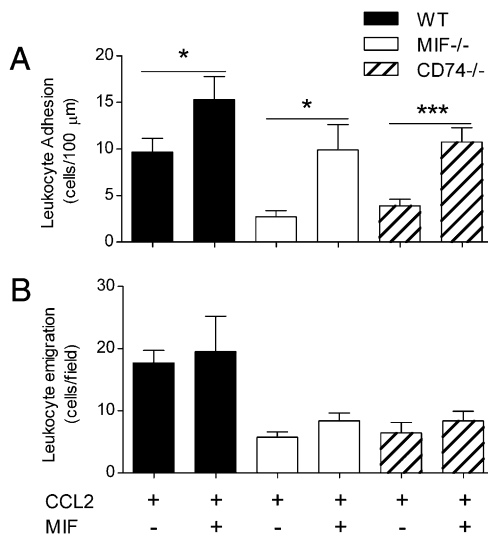 WT
MIF-/-
CD74-/-
A
* * ***
Leukocyte Adhesion
(cells/100 μm)
20
15
10
5
0
B
Leukocyte emigration
(cells/field)
30
20
10
0
CCL2 + + + + + +
MIF - + - + - +